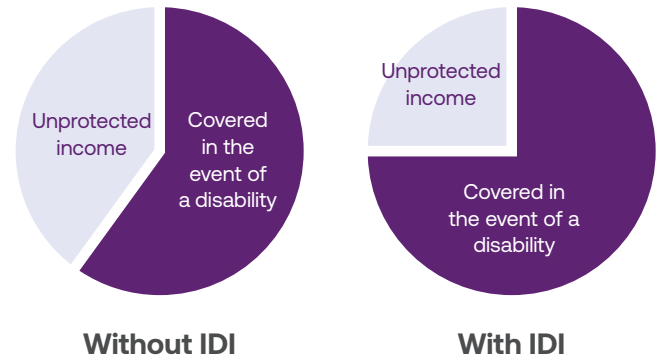 Unprotected
income
Covered
in the
event of
a disability
Without IDI
Unprotected
income
Covered in
the event of a
disability
With IDI